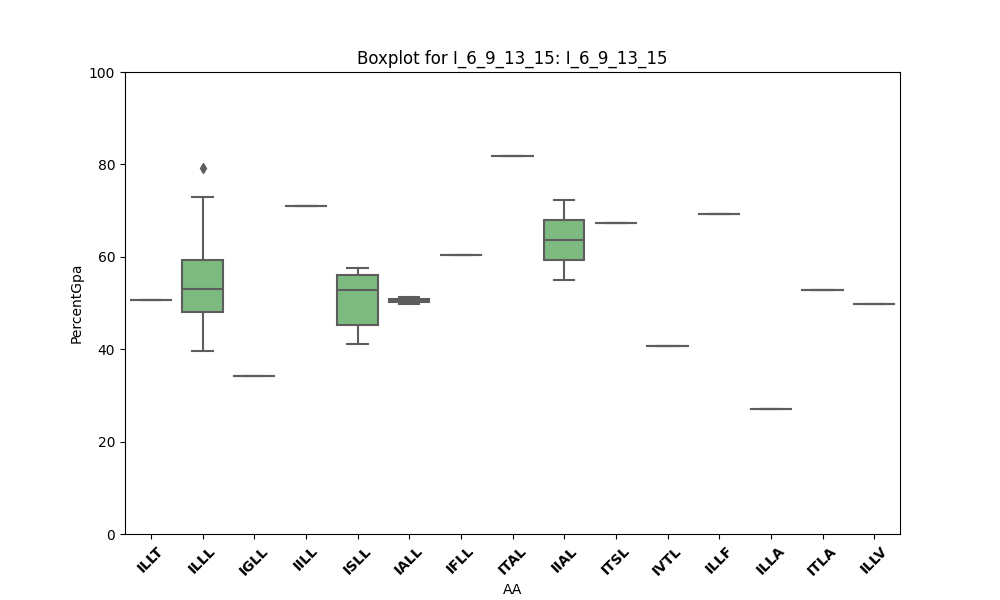 Boxplot for I_6_9_13_15: I_6_9_13_15
100
80
60
40
20
0
PercentGpa
ILLT
ILLL
IGLL
IILL
ISLL
IALL
IFLL
ITAL
IIAL
ITSL
IVTL
ILLF
ILLA
ITLA
ILLV
AA